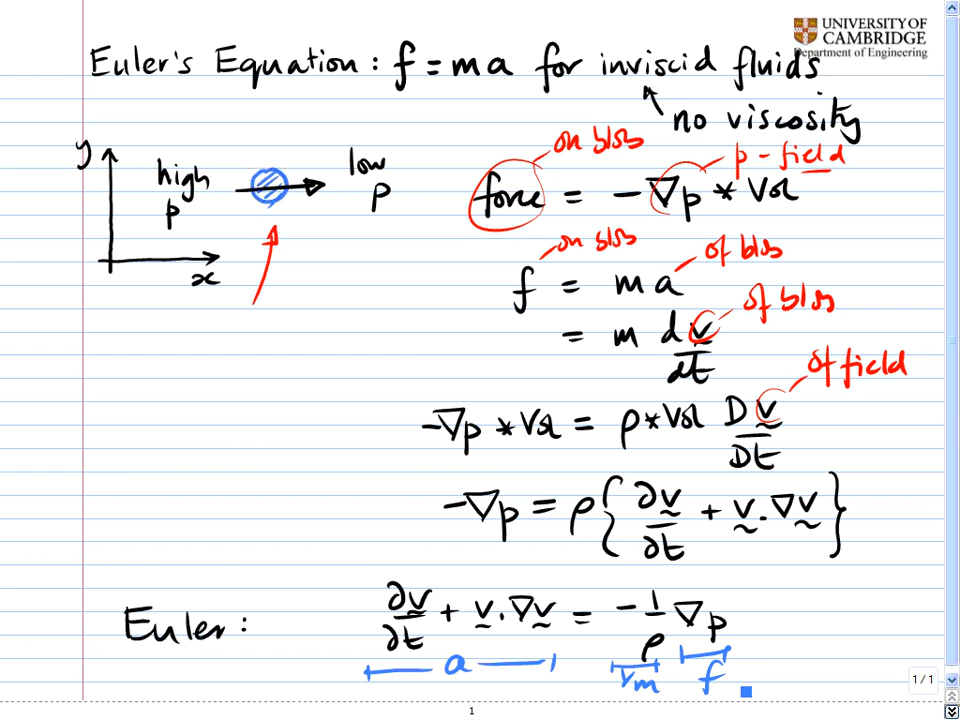 UNIVERSITY OF
CAMBRIDGE
Department of Engineering
Euler's Equation: f = ma for inviscid fluids
no viscosity
on blob
p-field
y
high
p
low
p
x
force = -∇p * Vol
on blob
of blob
f = ma
of blob
= m dv/dt
of field
-∇p * Vol = ρ * Vol Dv/Dt
-∇p = ρ{∂v/∂t + v.∇v}
Euler: ∂v/∂t + v.∇v = -1/ρ ∇p
a 1/m f
1 / 1
1